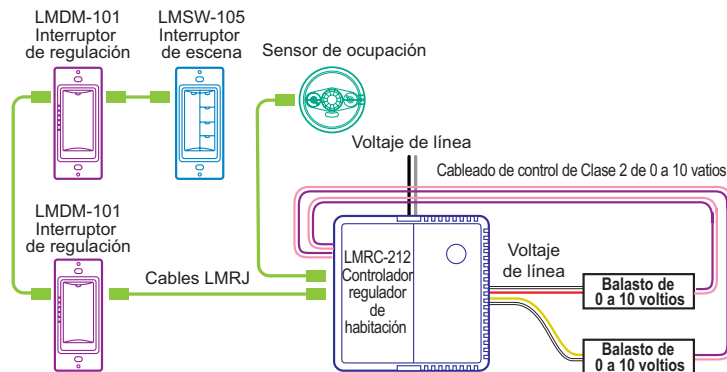 LMDM-101
Interruptor
de regulación
LMSW-105
Interruptor
de escena
Sensor de ocupación
Voltaje de línea
Cableado de control de Clase 2 de 0 a 10 vatios
LMDM-101
Interruptor
de regulación
Cables LMRJ
LMRC-212
Controlador
regulador
de
habitación
Voltaje
de línea
Balasto de
0 a 10 voltios
Balasto de
0 a 10 voltios